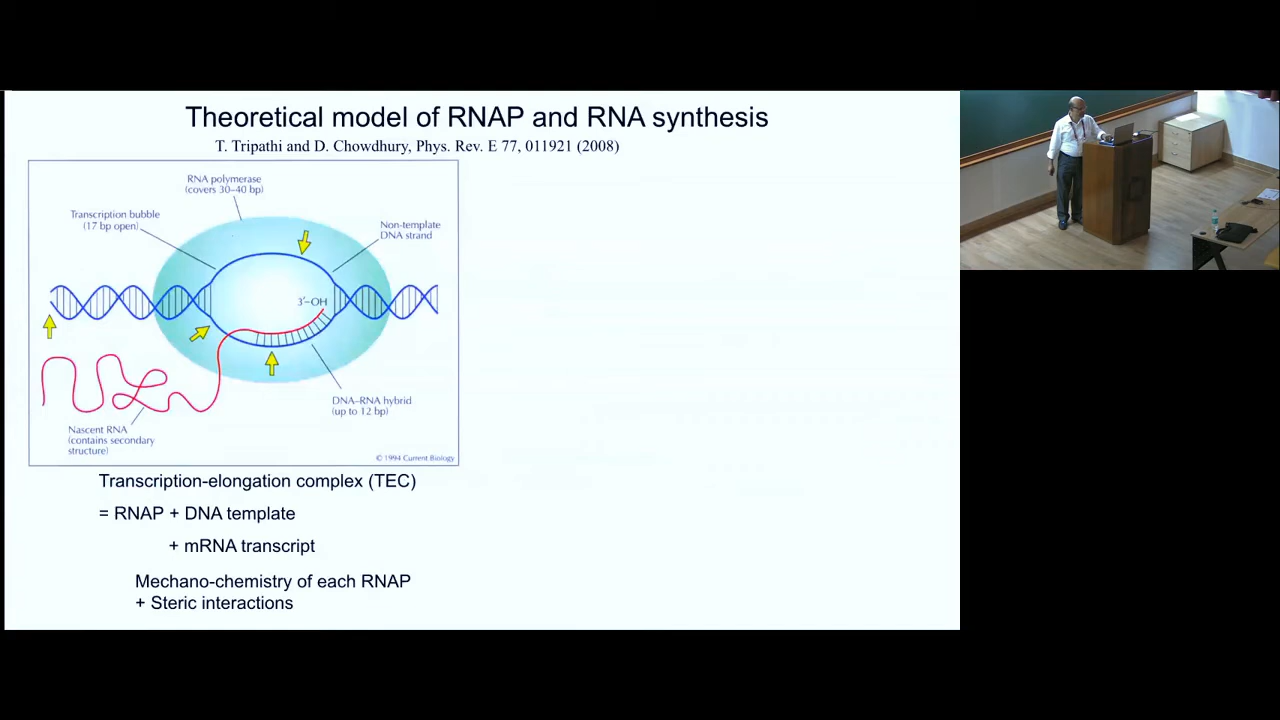 Theoretical model of RNAP and RNA synthesis
T. Tripathi and D. Chowdhury, Phys. Rev. E 77, 011921 (2008)
RNA polymerase
(covers 30–40 bp)
Transcription bubble
(17 bp open)
Non-template
DNA strand
3′–OH
DNA–RNA hybrid
(up to 12 bp)
Nascent RNA
(contains secondary
structure)
© 1994 Current Biology
Transcription-elongation complex (TEC)
= RNAP + DNA template
+ mRNA transcript
Mechano-chemistry of each RNAP
+ Steric interactions